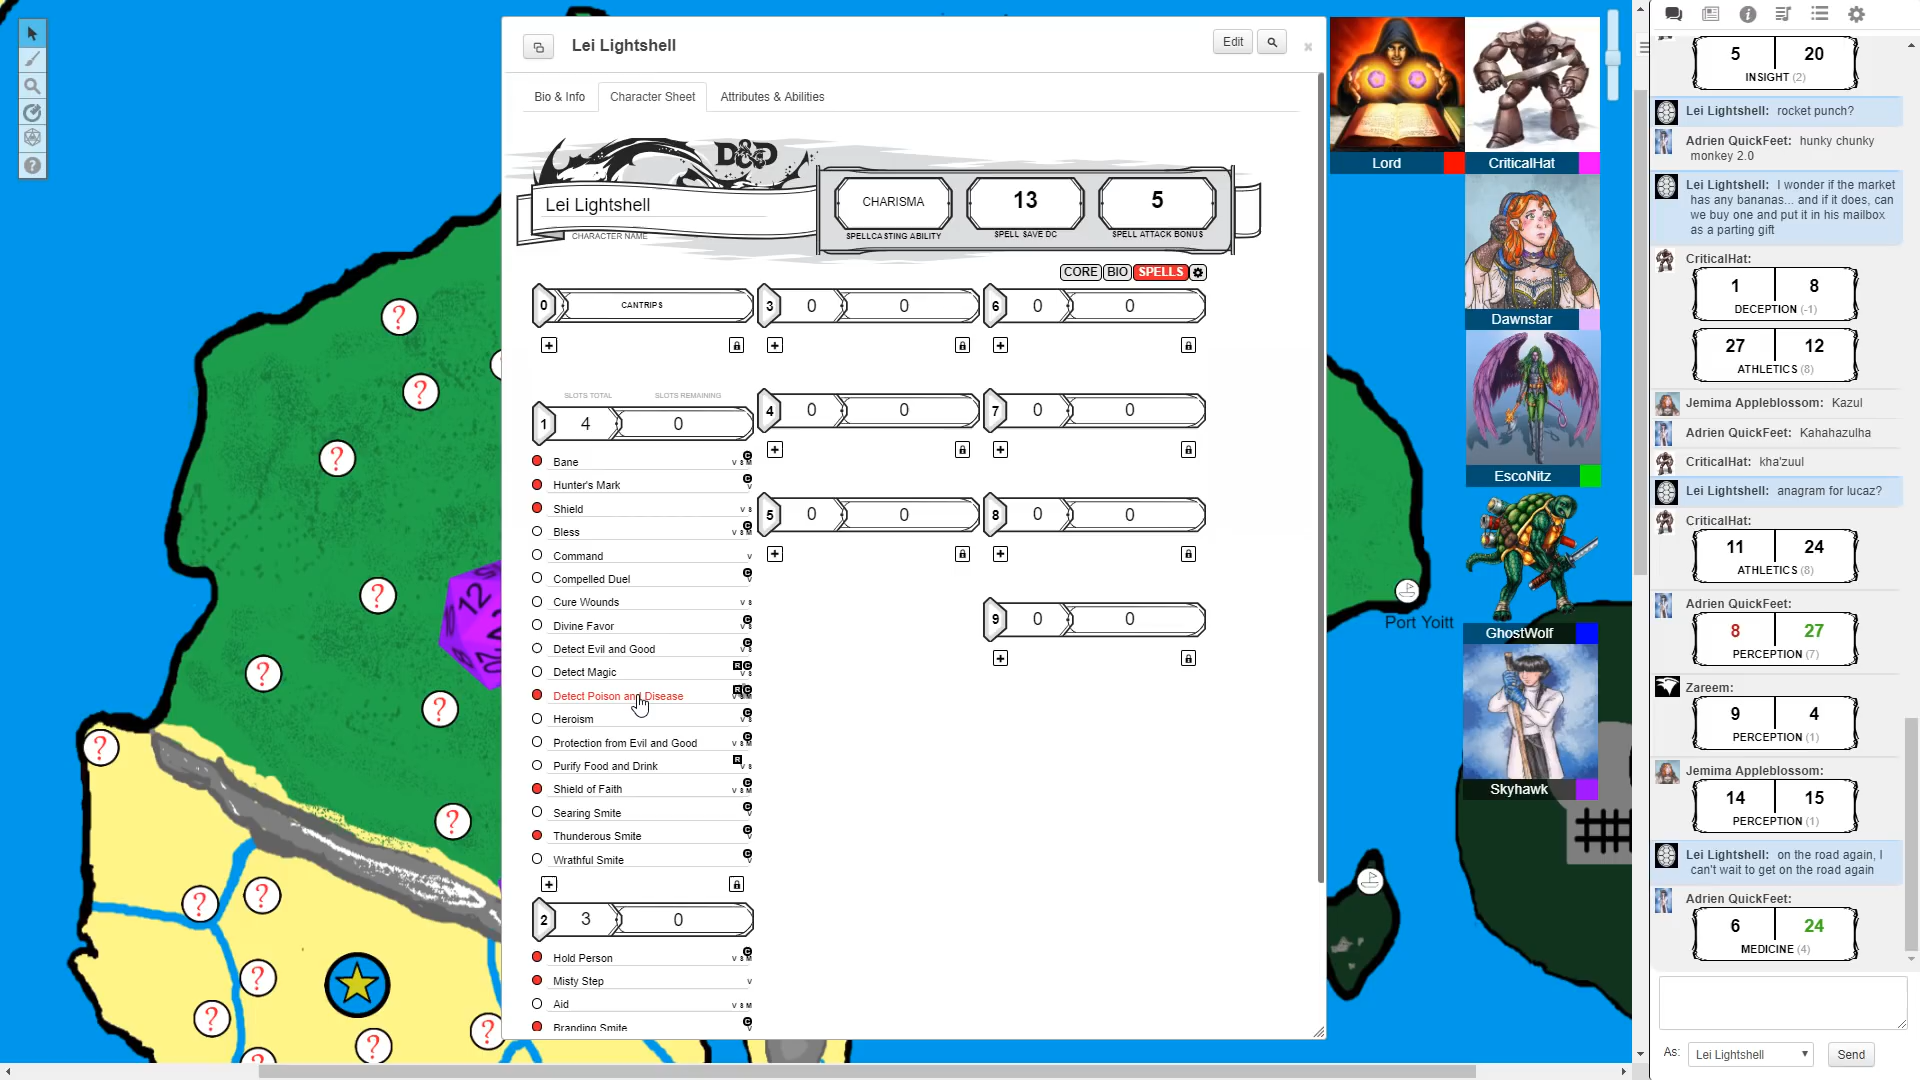 Lei Lightshell
Edit
Bio & Info
Character Sheet
Attributes & Abilities
D&D
Lei Lightshell
CHARACTER NAME
CHARISMA
SPELLCASTING ABILITY
13
SPELL SAVE DC
5
SPELL ATTACK BONUS
CORE
BIO
SPELLS
0
CANTRIPS
SLOTS TOTAL
SLOTS REMAINING
1
4
0
Bane
Hunter's Mark
Shield
Bless
Command
Compelled Duel
Cure Wounds
Divine Favor
Detect Evil and Good
Detect Magic
Detect Poison and Disease
Heroism
Protection from Evil and Good
Purify Food and Drink
Shield of Faith
Searing Smite
Thunderous Smite
Wrathful Smite
2
3
0
Hold Person
Misty Step
Aid
Branding Smite
3
0
0
4
0
0
5
0
0
6
0
0
7
0
0
8
0
0
9
0
0
12
Port Yoitt
Lord
CriticalHat
Dawnstar
EscoNitz
GhostWolf
Skyhawk
5
20
INSIGHT (2)
Lei Lightshell: rocket punch?
Adrien QuickFeet: hunky chunky
monkey 2.0
Lei Lightshell: I wonder if the market
has any bananas... and if it does, can
we buy one and put it in his mailbox
as a parting gift
CriticalHat:
1
8
DECEPTION (-1)
27
12
ATHLETICS (8)
Jemima Appleblossom: Kazul
Adrien QuickFeet: Kahahazulha
CriticalHat: kha'zuul
Lei Lightshell: anagram for lucaz?
CriticalHat:
11
24
ATHLETICS (8)
Adrien QuickFeet:
8
27
PERCEPTION (7)
Zareem:
9
4
PERCEPTION (1)
Jemima Appleblossom:
14
15
PERCEPTION (1)
Lei Lightshell: on the road again, I
can't wait to get on the road again
Adrien QuickFeet:
6
24
MEDICINE (4)
As:
Lei Lightshell
Send